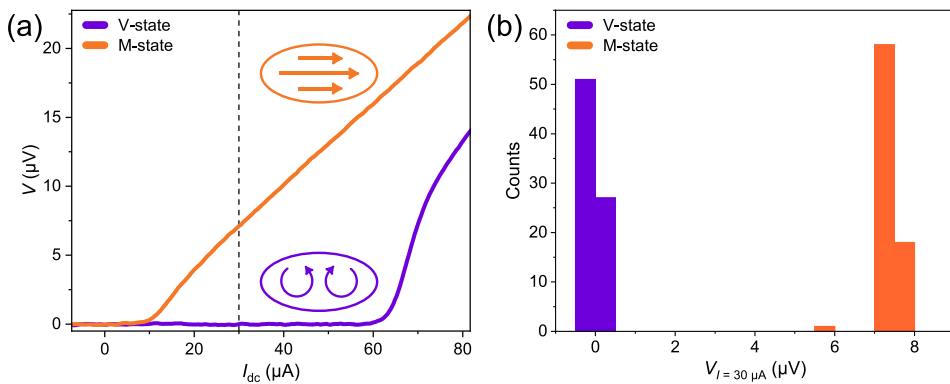 (a)
V-state
M-state
20
15
10
5
0
V (µV)
0
20
40
60
80
I_dc (µA)
(b)
V-state
M-state
60
50
40
30
20
10
0
Counts
0
2
4
6
8
V_I = 30 µA (µV)